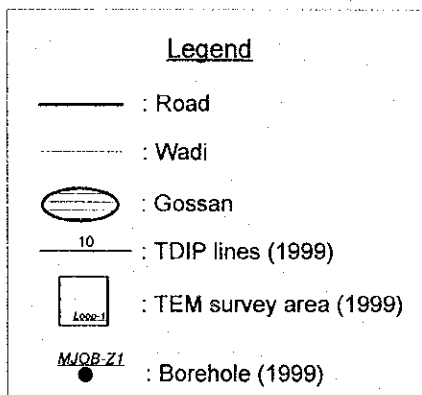 Legend
: Road
: Wadi
: Gossan
10 : TDIP lines (1999)
Loop-1 : TEM survey area (1999)
MJOB-Z1 : Borehole (1999)